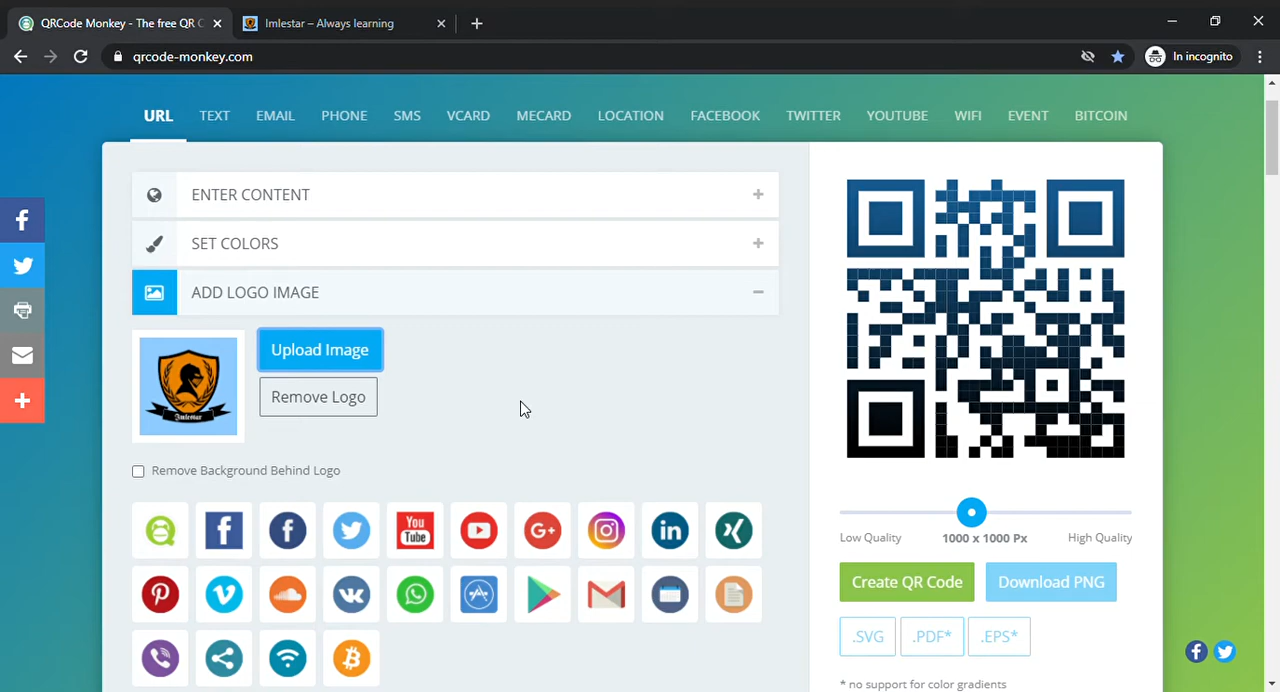 QRCode Monkey - The free QR C
Imlestar – Always learning
qrcode-monkey.com
In incognito
URL
TEXT
EMAIL
PHONE
SMS
VCARD
MECARD
LOCATION
FACEBOOK
TWITTER
YOUTUBE
WIFI
EVENT
BITCOIN
ENTER CONTENT
SET COLORS
ADD LOGO IMAGE
Upload Image
Remove Logo
Imlestar
Remove Background Behind Logo
You
Tube
Low Quality
1000 x 1000 Px
High Quality
Create QR Code
Download PNG
.SVG
.PDF*
.EPS*
* no support for color gradients